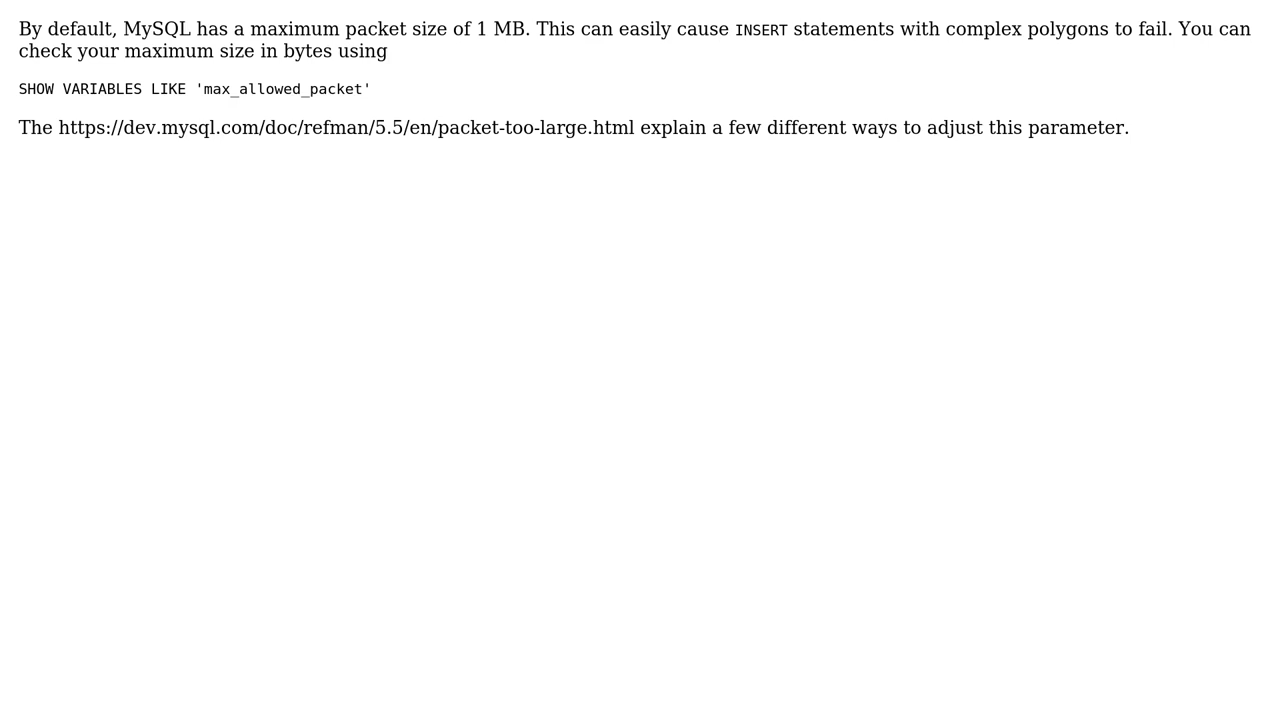 By default, MySQL has a maximum packet size of 1 MB. This can easily cause INSERT statements with complex polygons to fail. You can
check your maximum size in bytes using
SHOW VARIABLES LIKE 'max_allowed_packet'
The https://dev.mysql.com/doc/refman/5.5/en/packet-too-large.html explain a few different ways to adjust this parameter.